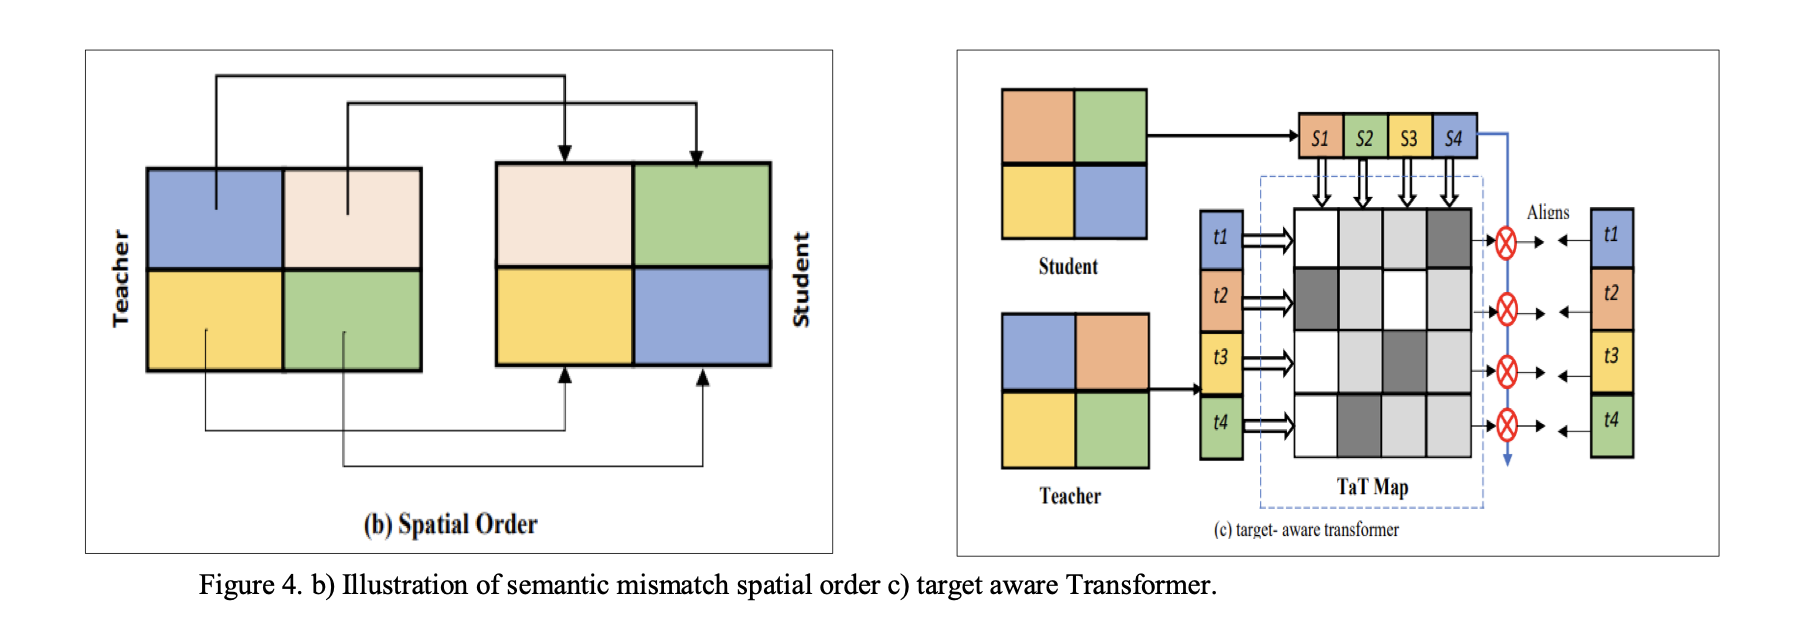 Teacher
Student
(b) Spatial Order
Student
Teacher
S1 S2 S3 S4
t1
t2
t3
t4
TaT Map
Aligns
t1
t2
t3
t4
(c) target- aware transformer
Figure 4. b) Illustration of semantic mismatch spatial order c) target aware Transformer.